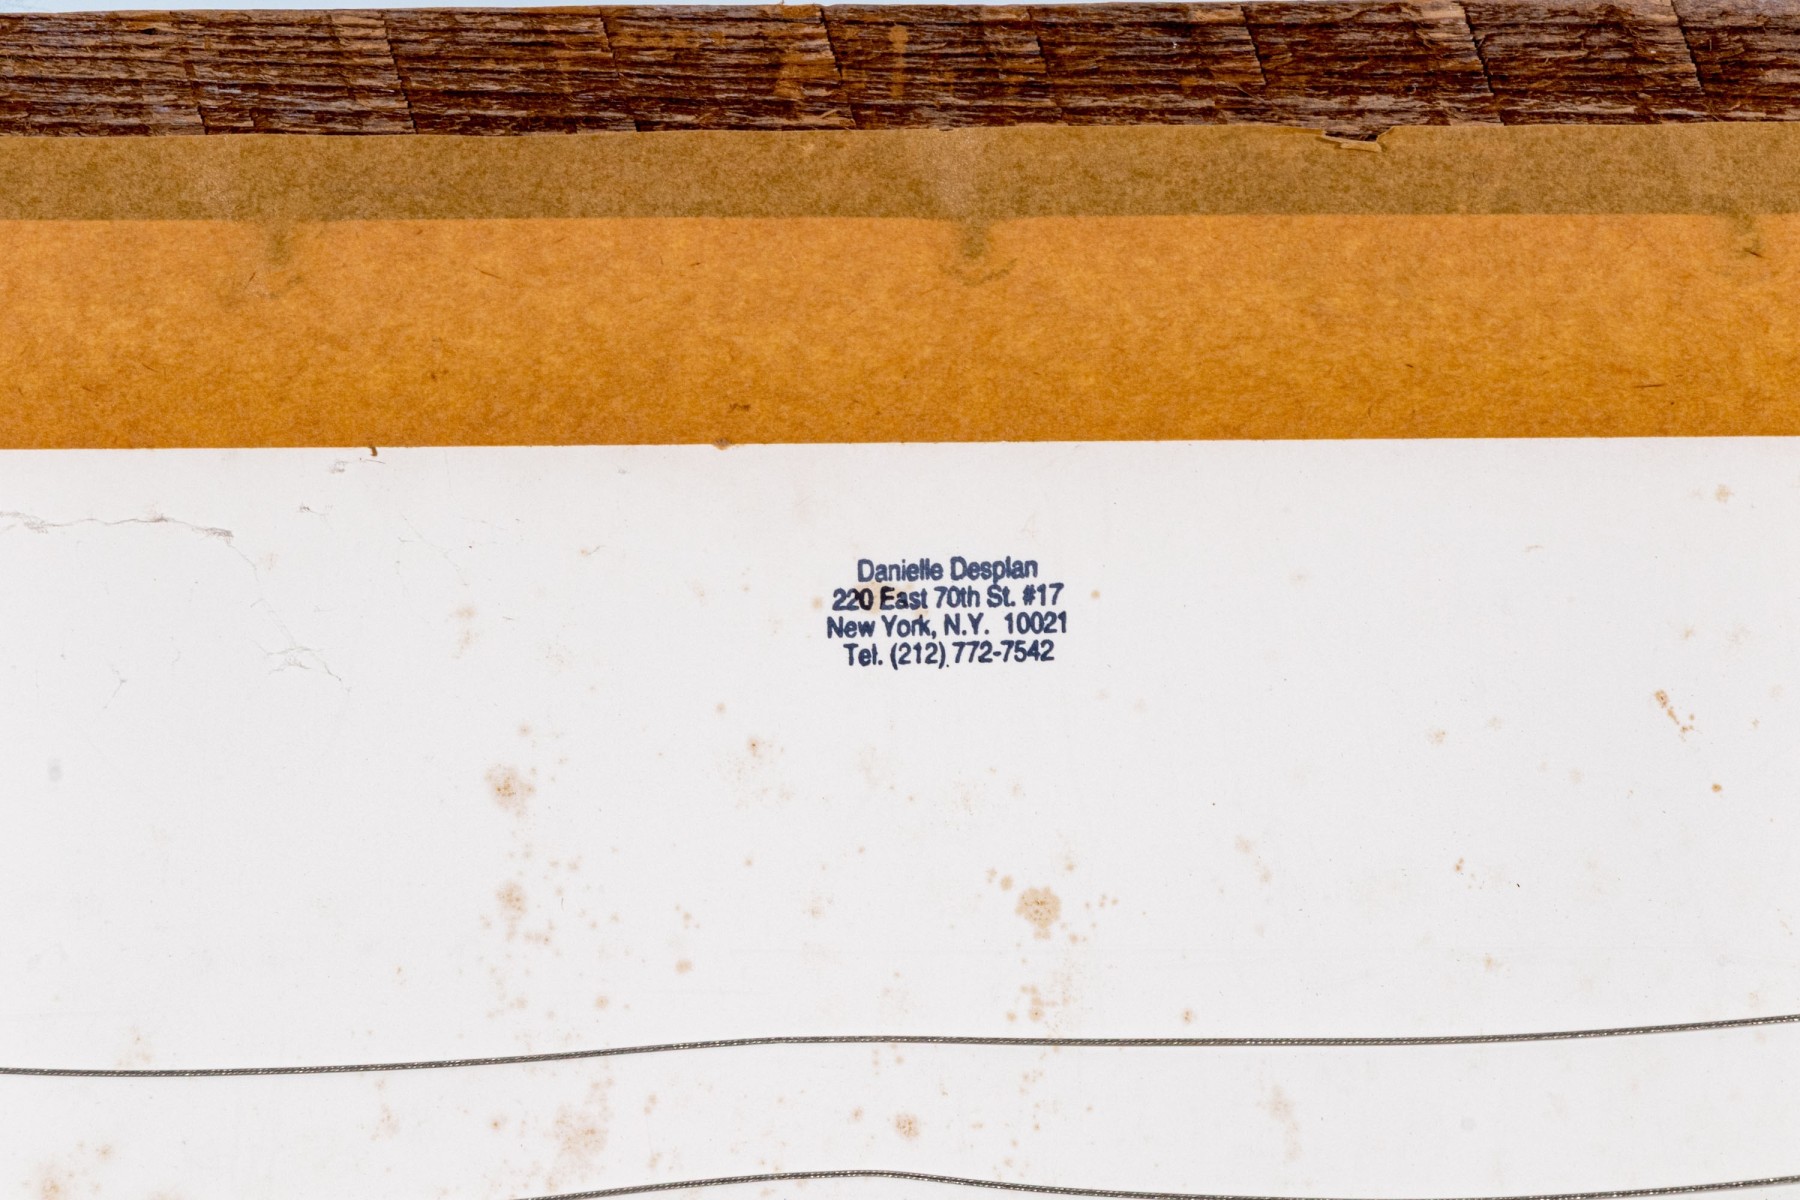 Danielle Desplan
220 East 70th St. #17
New York, N.Y. 10021
Tel. (212) 772-7542